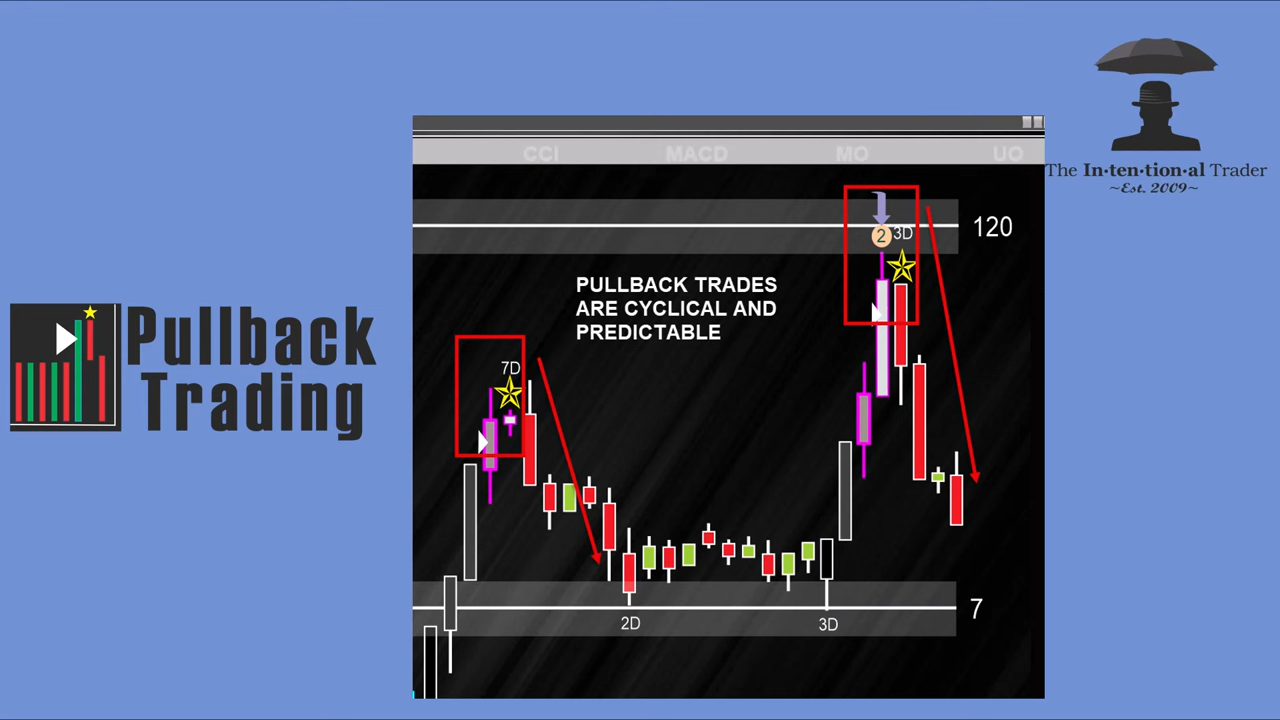 The In•ten•tion•al Trader
~Est. 2009~
CCI MACD MO UO
120
2 3D
PULLBACK TRADES
ARE CYCLICAL AND
PREDICTABLE
Pullback
Trading
7D
7
2D 3D